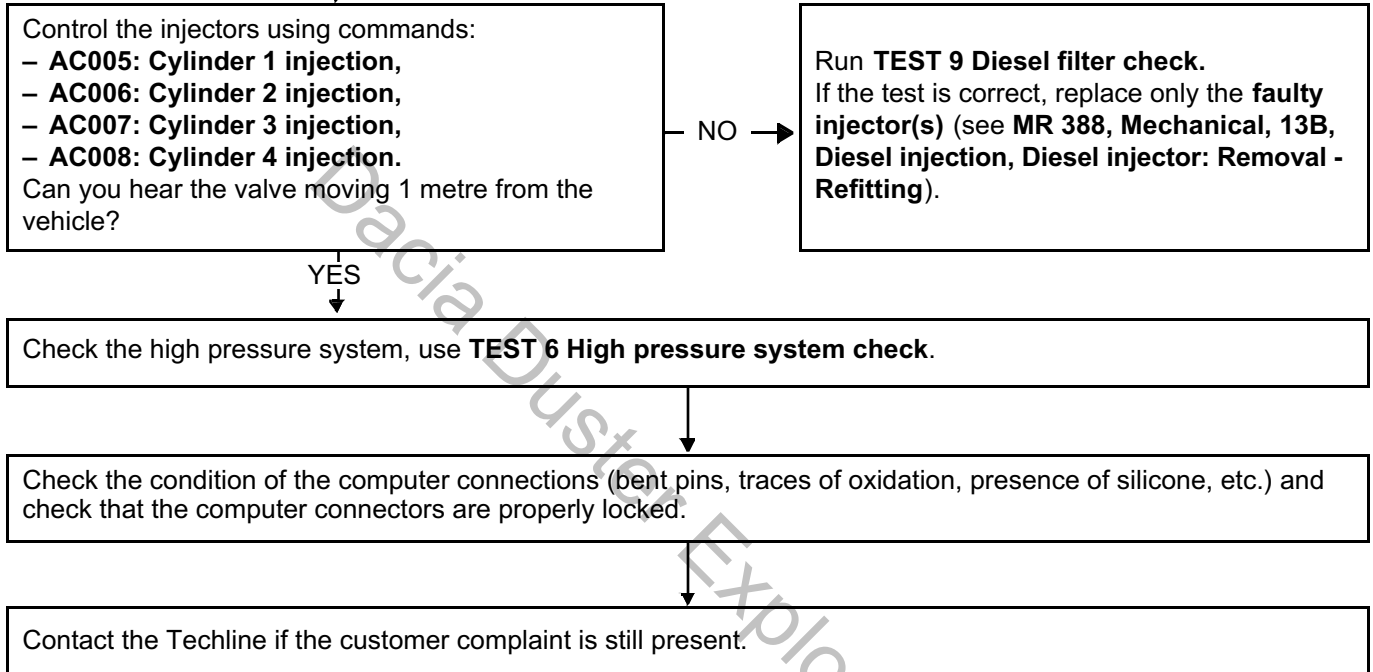 Control the injectors using commands:
– AC005: Cylinder 1 injection,
– AC006: Cylinder 2 injection,
– AC007: Cylinder 3 injection,
– AC008: Cylinder 4 injection.
Can you hear the valve moving 1 metre from the
vehicle?
NO
Run TEST 9 Diesel filter check.
If the test is correct, replace only the faulty
injector(s) (see MR 388, Mechanical, 13B,
Diesel injection, Diesel injector: Removal -
Refitting).
YES
Check the high pressure system, use TEST 6 High pressure system check.
Check the condition of the computer connections (bent pins, traces of oxidation, presence of silicone, etc.) and
check that the computer connectors are properly locked.
Contact the Techline if the customer complaint is still present.
Dacia Duster Explo